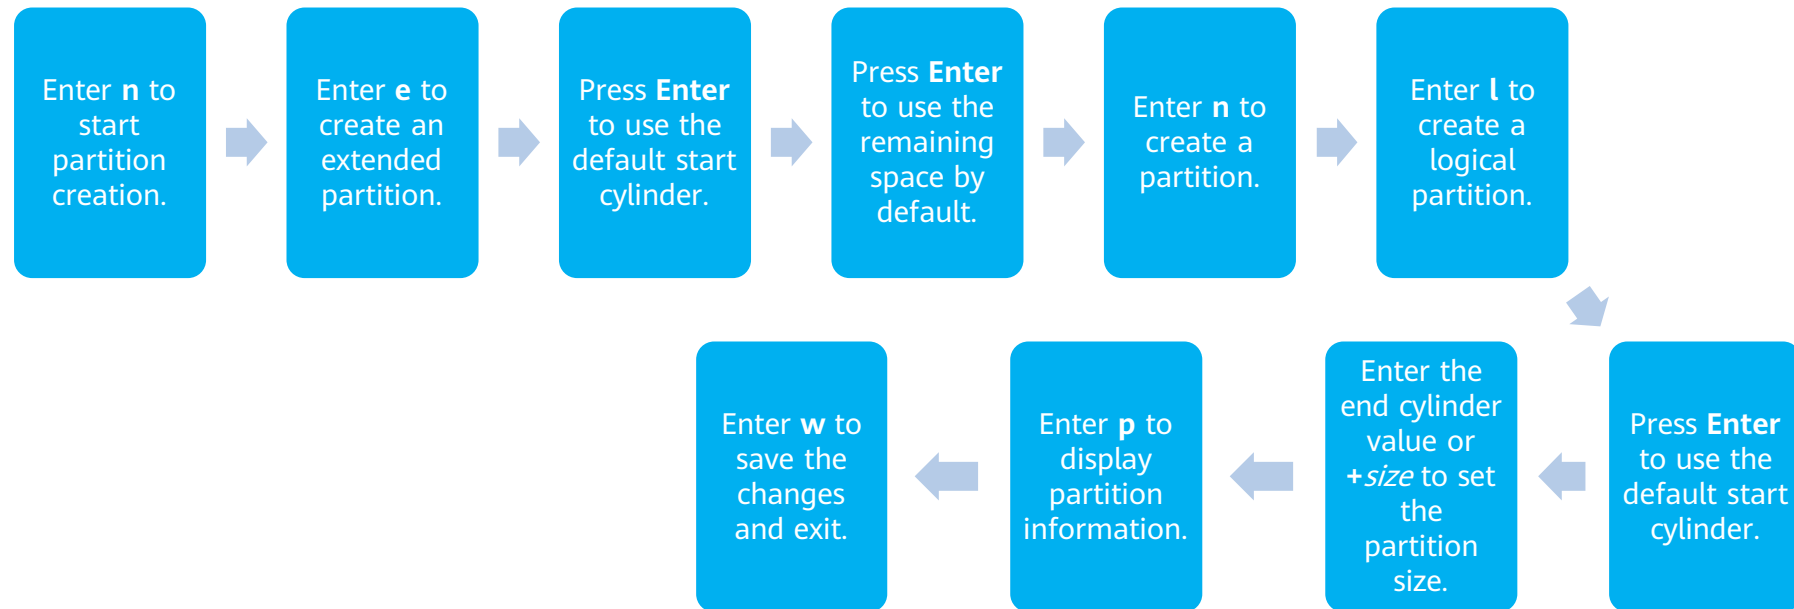 Enter n to
start
partition
creation.
Enter e to
create an
extended
partition.
Press Enter
to use the
default start
cylinder.
Press Enter
to use the
remaining
space by
default.
Enter n to
create a
partition.
Enter l to
create a
logical
partition.
Press Enter
to use the
default start
cylinder.
Enter the
end cylinder
value or
+size to set
the
partition
size.
Enter p to
display
partition
information.
Enter w to
save the
changes
and exit.